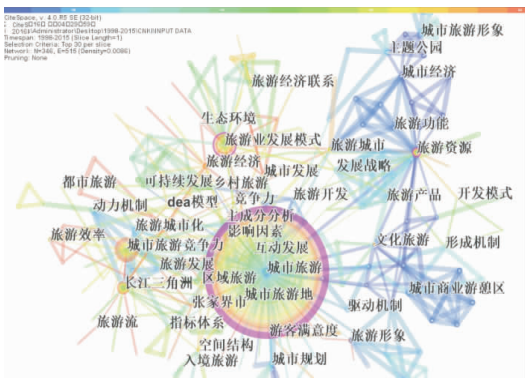 CiteSpace, v. 4.0.R5 SE (32-bit)
Timespan: 1998-2015 (Slice Length=1)
Selection Criteria: Top 30 per slice
Network: N=346, E=515 (Density=0.0086)
Pruning: None
城市旅游形象
主题公园
城市经济
旅游经济联系
生态环境
旅游功能
旅游业发展模式
旅游城市
旅游资源
旅游经济
城市发展
发展战略
都市旅游
可持续发展
乡村旅游
旅游开发
旅游产品
开发模式
动力机制
dea模型
竞争力
主成分分析
旅游城市化
影响因素
旅游效率
城市旅游竞争力
互动发展
文化旅游
形成机制
旅游发展
城市旅游
长江三角洲
区域旅游
城市商业游憩区
张家界市
城市旅游地
驱动机制
旅游流
指标体系
游客满意度
旅游形象
空间结构
入境旅游
城市规划